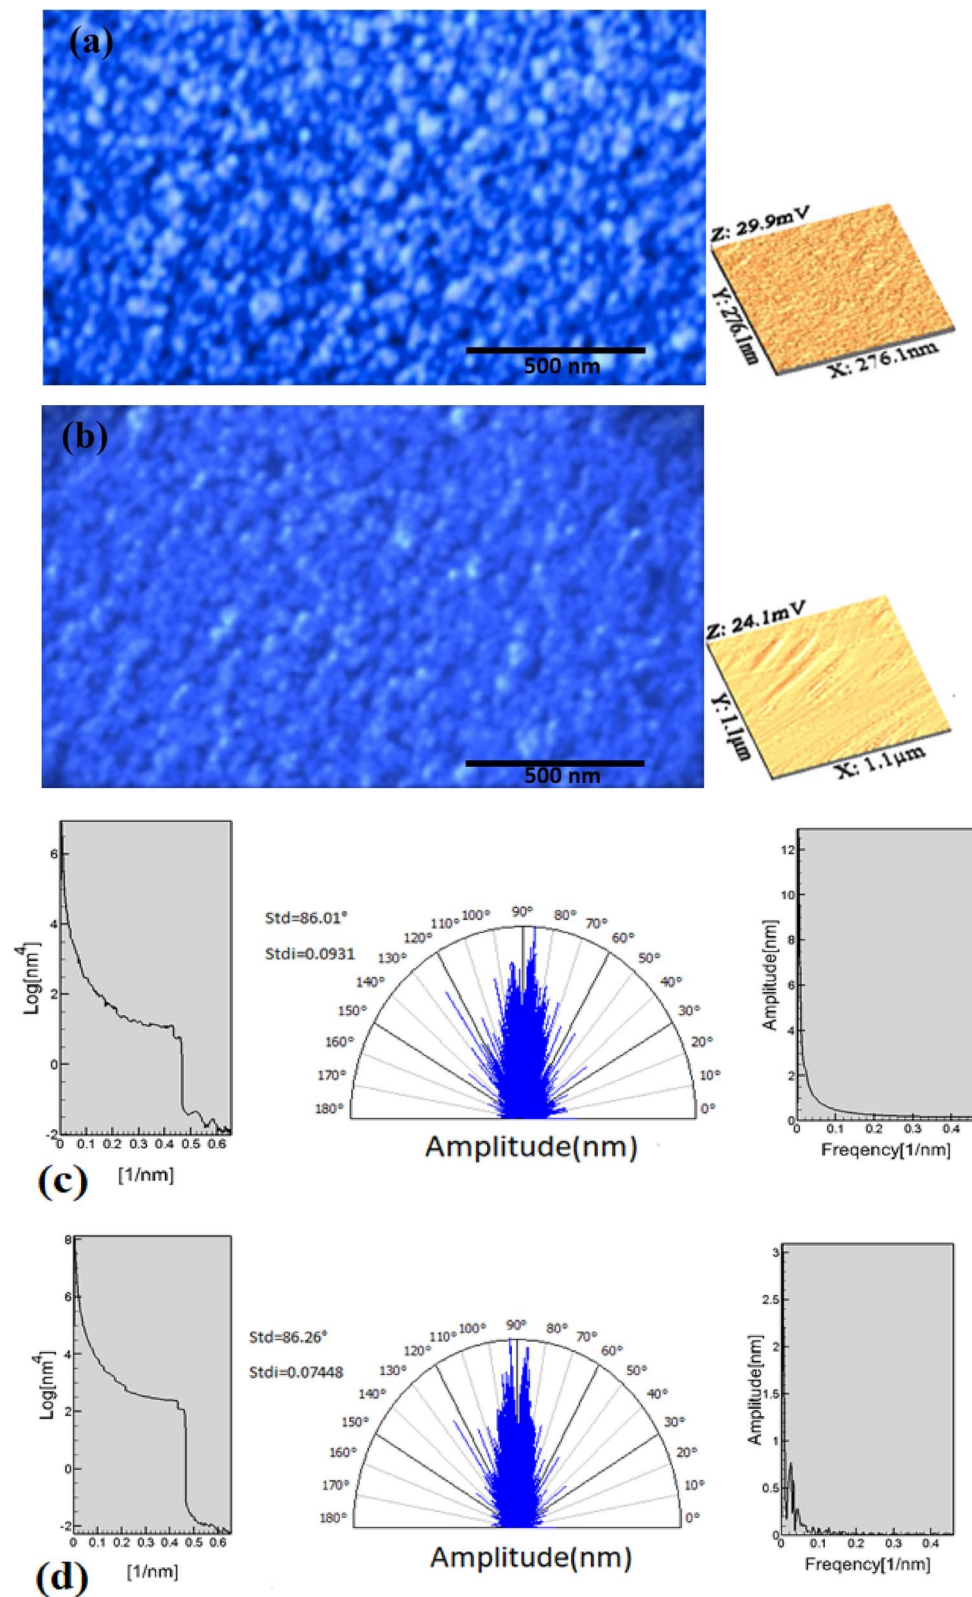 (a)
500 nm
Z: 29.9mV
Y: 276.1nm
X: 276.1nm
(b)
500 nm
Z: 24.1mV
Y: 1.1µm
X: 1.1µm
6
4
2
0
-2
Log[nm4]
0 0.1 0.2 0.3 0.4 0.5 0.6
[1/nm]
(c)
Std=86.01°
Stdi=0.0931
180° 170° 160° 150° 140° 130° 120° 110° 100° 90° 80° 70° 60° 50° 40° 30° 20° 10° 0°
Amplitude(nm)
12
10
8
6
4
2
0
Amplitude[nm]
0 0.1 0.2 0.3 0.4
Freqency[1/nm]
8
6
4
2
0
-2
Log[nm4]
0 0.1 0.2 0.3 0.4 0.5 0.6
[1/nm]
(d)
Std=86.26°
Stdi=0.07448
180° 170° 160° 150° 140° 130° 120° 110° 100° 90° 80° 70° 60° 50° 40° 30° 20° 10° 0°
Amplitude(nm)
3
2.5
2
1.5
1
0.5
0
Amplitude[nm]
0 0.1 0.2 0.3 0.4
Freqency[1/nm]